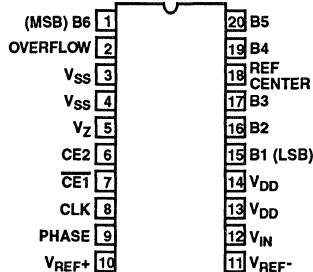 (MSB) B6 1 20 B5
OVERFLOW 2 19 B4
VSS 3 18 REF CENTER
VSS 4 17 B3
VZ 5 16 B2
CE2 6 15 B1 (LSB)
CE1 7 14 VDD
CLK 8 13 VDD
PHASE 9 12 VIN
VREF+ 10 11 VREF-